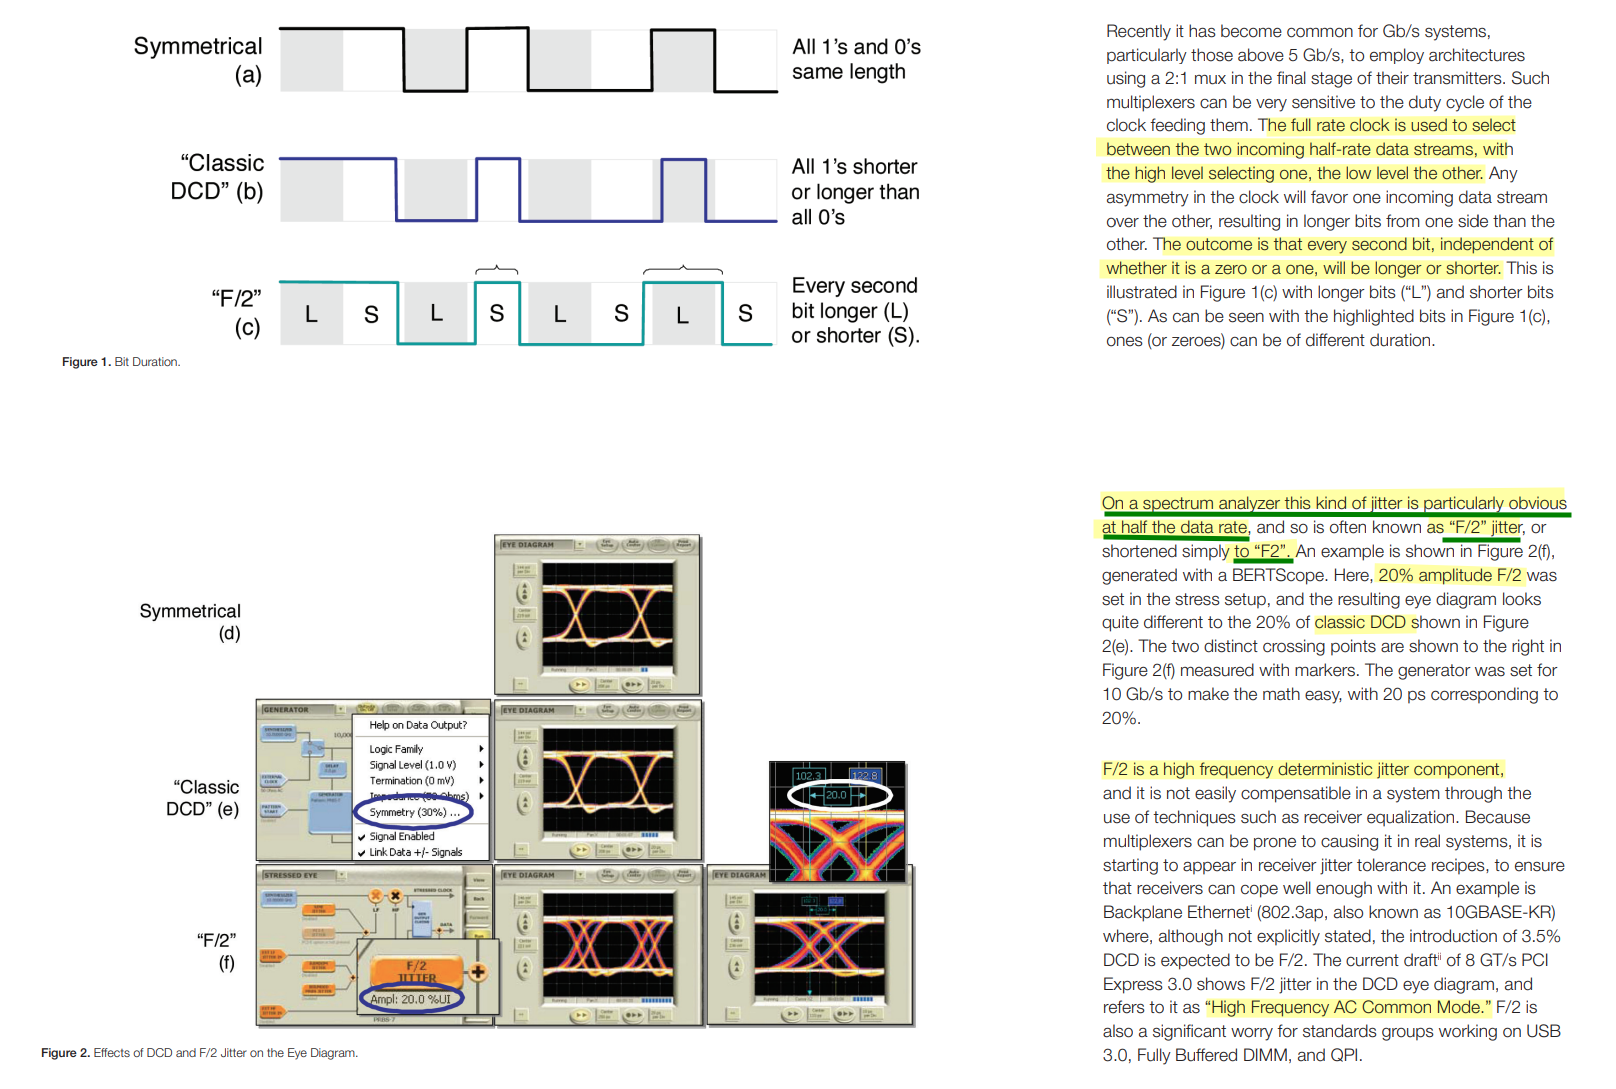 Symmetrical
(a)
All 1's and 0's
same length
“Classic
DCD” (b)
All 1's shorter
or longer than
all 0's
“F/2”
(c)
L S L S L S L S
Every second
bit longer (L)
or shorter (S).
Figure 1. Bit Duration.
Recently it has become common for Gb/s systems,
particularly those above 5 Gb/s, to employ architectures
using a 2:1 mux in the final stage of their transmitters. Such
multiplexers can be very sensitive to the duty cycle of the
clock feeding them. The full rate clock is used to select
between the two incoming half-rate data streams, with
the high level selecting one, the low level the other. Any
asymmetry in the clock will favor one incoming data stream
over the other, resulting in longer bits from one side than the
other. The outcome is that every second bit, independent of
whether it is a zero or a one, will be longer or shorter. This is
illustrated in Figure 1(c) with longer bits (“L”) and shorter bits
(“S”). As can be seen with the highlighted bits in Figure 1(c),
ones (or zeroes) can be of different duration.
Symmetrical
(d)
EYE DIAGRAM
“Classic
DCD” (e)
GENERATOR
10,000
Help on Data Output?
Logic Family
Signal Level (1.0 V)
Termination (0 mV)
Impedance (50 Ohms)
Symmetry (30%) ...
Signal Enabled
Link Data +/- Signals
EYE DIAGRAM
102.3 122.8
20.0
“F/2”
(f)
STRESSED EYE
STRESSED CLOCK
DATA
F/2
JITTER
Ampl: 20.0 %UI
PRBS-7
View
Back
Forward
EYE DIAGRAM
EYE DIAGRAM
Figure 2. Effects of DCD and F/2 Jitter on the Eye Diagram.
On a spectrum analyzer this kind of jitter is particularly obvious
at half the data rate, and so is often known as “F/2” jitter, or
shortened simply to “F2”. An example is shown in Figure 2(f),
generated with a BERTScope. Here, 20% amplitude F/2 was
set in the stress setup, and the resulting eye diagram looks
quite different to the 20% of classic DCD shown in Figure
2(e). The two distinct crossing points are shown to the right in
Figure 2(f) measured with markers. The generator was set for
10 Gb/s to make the math easy, with 20 ps corresponding to
20%.
F/2 is a high frequency deterministic jitter component,
and it is not easily compensatible in a system through the
use of techniques such as receiver equalization. Because
multiplexers can be prone to causing it in real systems, it is
starting to appear in receiver jitter tolerance recipes, to ensure
that receivers can cope well enough with it. An example is
Backplane Ethernetⁱ (802.3ap, also known as 10GBASE-KR)
where, although not explicitly stated, the introduction of 3.5%
DCD is expected to be F/2. The current draftⁱⁱ of 8 GT/s PCI
Express 3.0 shows F/2 jitter in the DCD eye diagram, and
refers to it as “High Frequency AC Common Mode.” F/2 is
also a significant worry for standards groups working on USB
3.0, Fully Buffered DIMM, and QPI.